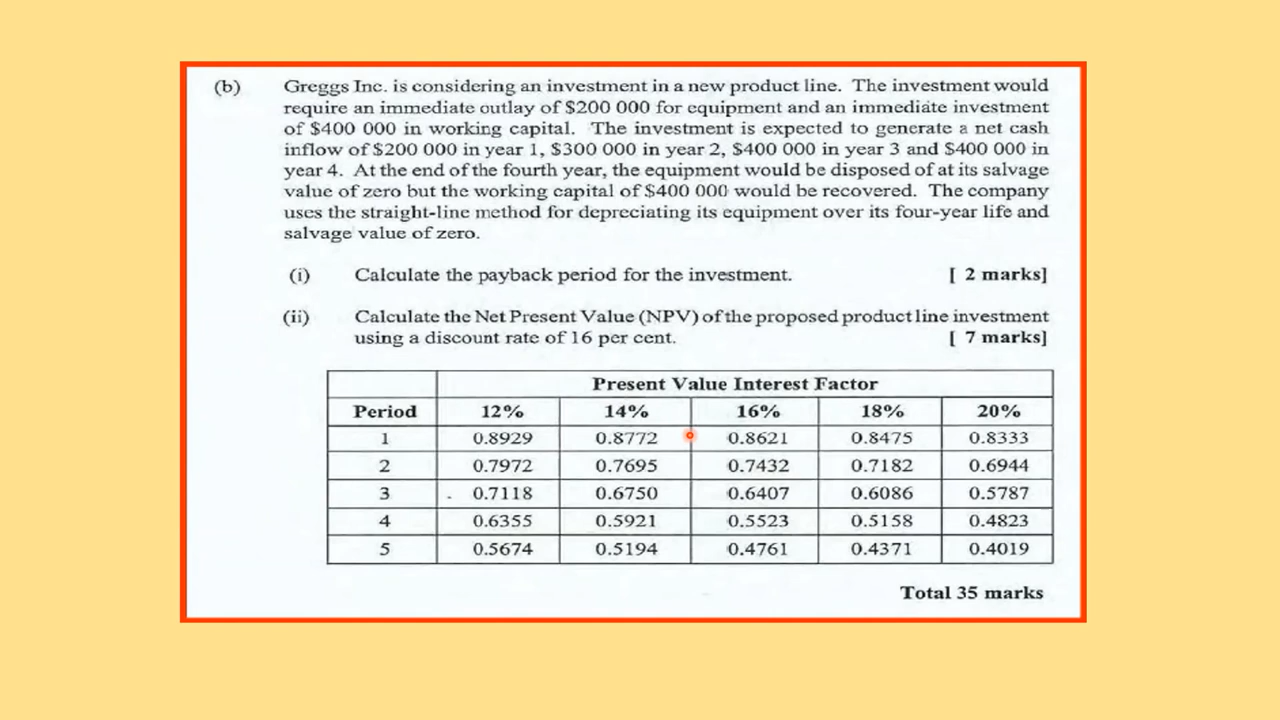 (b) Greggs Inc. is considering an investment in a new product line. The investment would
require an immediate outlay of $200 000 for equipment and an immediate investment
of $400 000 in working capital. The investment is expected to generate a net cash
inflow of $200 000 in year 1, $300 000 in year 2, $400 000 in year 3 and $400 000 in
year 4. At the end of the fourth year, the equipment would be disposed of at its salvage
value of zero but the working capital of $400 000 would be recovered. The company
uses the straight-line method for depreciating its equipment over its four-year life and
salvage value of zero.
(i) Calculate the payback period for the investment. [ 2 marks]
(ii) Calculate the Net Present Value (NPV) of the proposed product line investment
using a discount rate of 16 per cent. [ 7 marks]
Present Value Interest Factor
Period 12% 14% 16% 18% 20%
1 0.8929 0.8772 0.8621 0.8475 0.8333
2 0.7972 0.7695 0.7432 0.7182 0.6944
3 0.7118 0.6750 0.6407 0.6086 0.5787
4 0.6355 0.5921 0.5523 0.5158 0.4823
5 0.5674 0.5194 0.4761 0.4371 0.4019
Total 35 marks